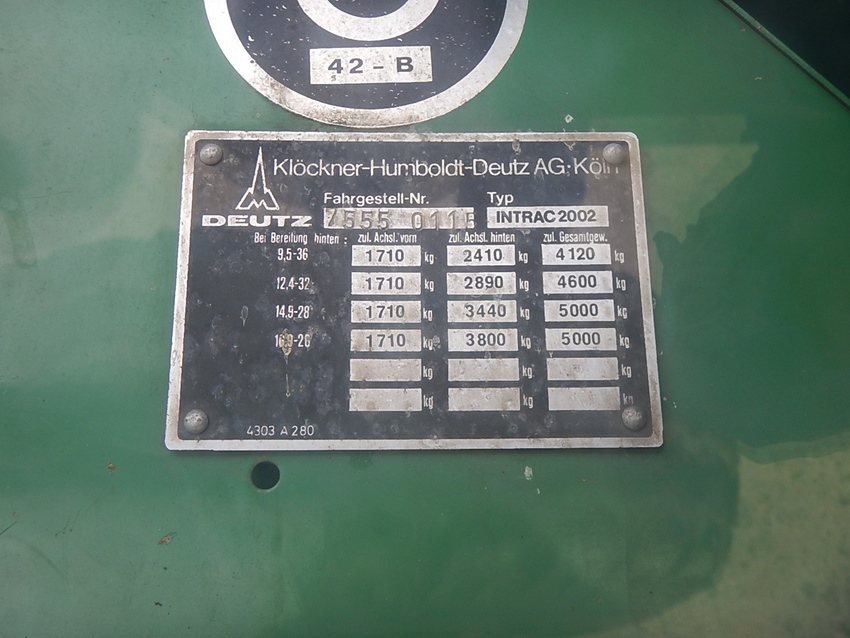 42-B
Klöckner-Humboldt-Deutz AG·Köln
DEUTZ
Fahrgestell-Nr. Typ
7555 0115 INTRAC 2002
Bei Bereifung hinten: zul. Achsl. vorn zul. Achsl. hinten zul. Gesamtgew.
9,5-36 1710 kg 2410 kg 4120 kg
12,4-32 1710 kg 2890 kg 4600 kg
14,9-28 1710 kg 3440 kg 5000 kg
16,9-26 1710 kg 3800 kg 5000 kg
kg kg kg
kg kg kg
4303 A 280